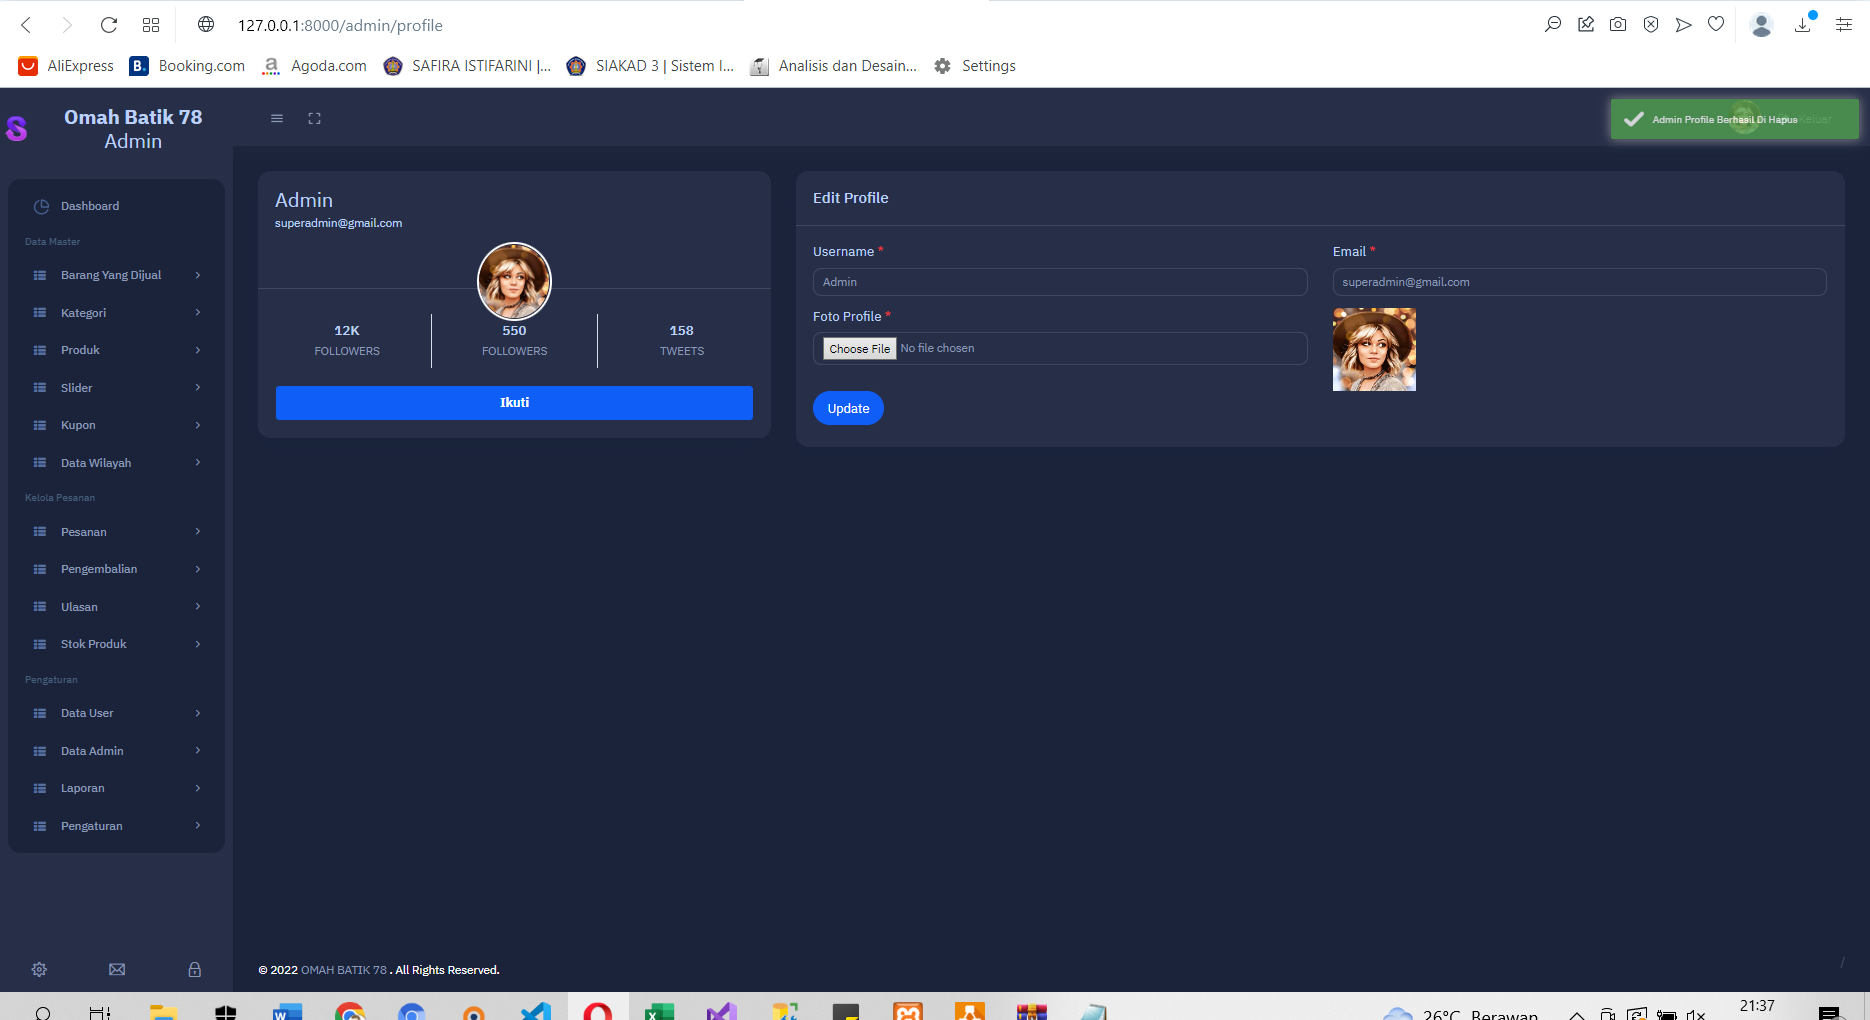 127.0.0.1:8000/admin/profile
AliExpress
Booking.com
Agoda.com
SAFIRA ISTIFARINI |...
SIAKAD 3 | Sistem I...
Analisis dan Desain...
Settings
Omah Batik 78
Admin
Admin Profile Berhasil Di Hapus
Keluar
Dashboard
Data Master
Barang Yang Dijual
Kategori
Produk
Slider
Kupon
Data Wilayah
Kelola Pesanan
Pesanan
Pengembalian
Ulasan
Stok Produk
Pengaturan
Data User
Data Admin
Laporan
Pengaturan
Admin
superadmin@gmail.com
12K
FOLLOWERS
550
FOLLOWERS
158
TWEETS
Ikuti
Edit Profile
Username *
Admin
Email *
superadmin@gmail.com
Foto Profile *
Choose File No file chosen
Update
© 2022 OMAH BATIK 78 . All Rights Reserved.
/
26°C Berawan
21:37